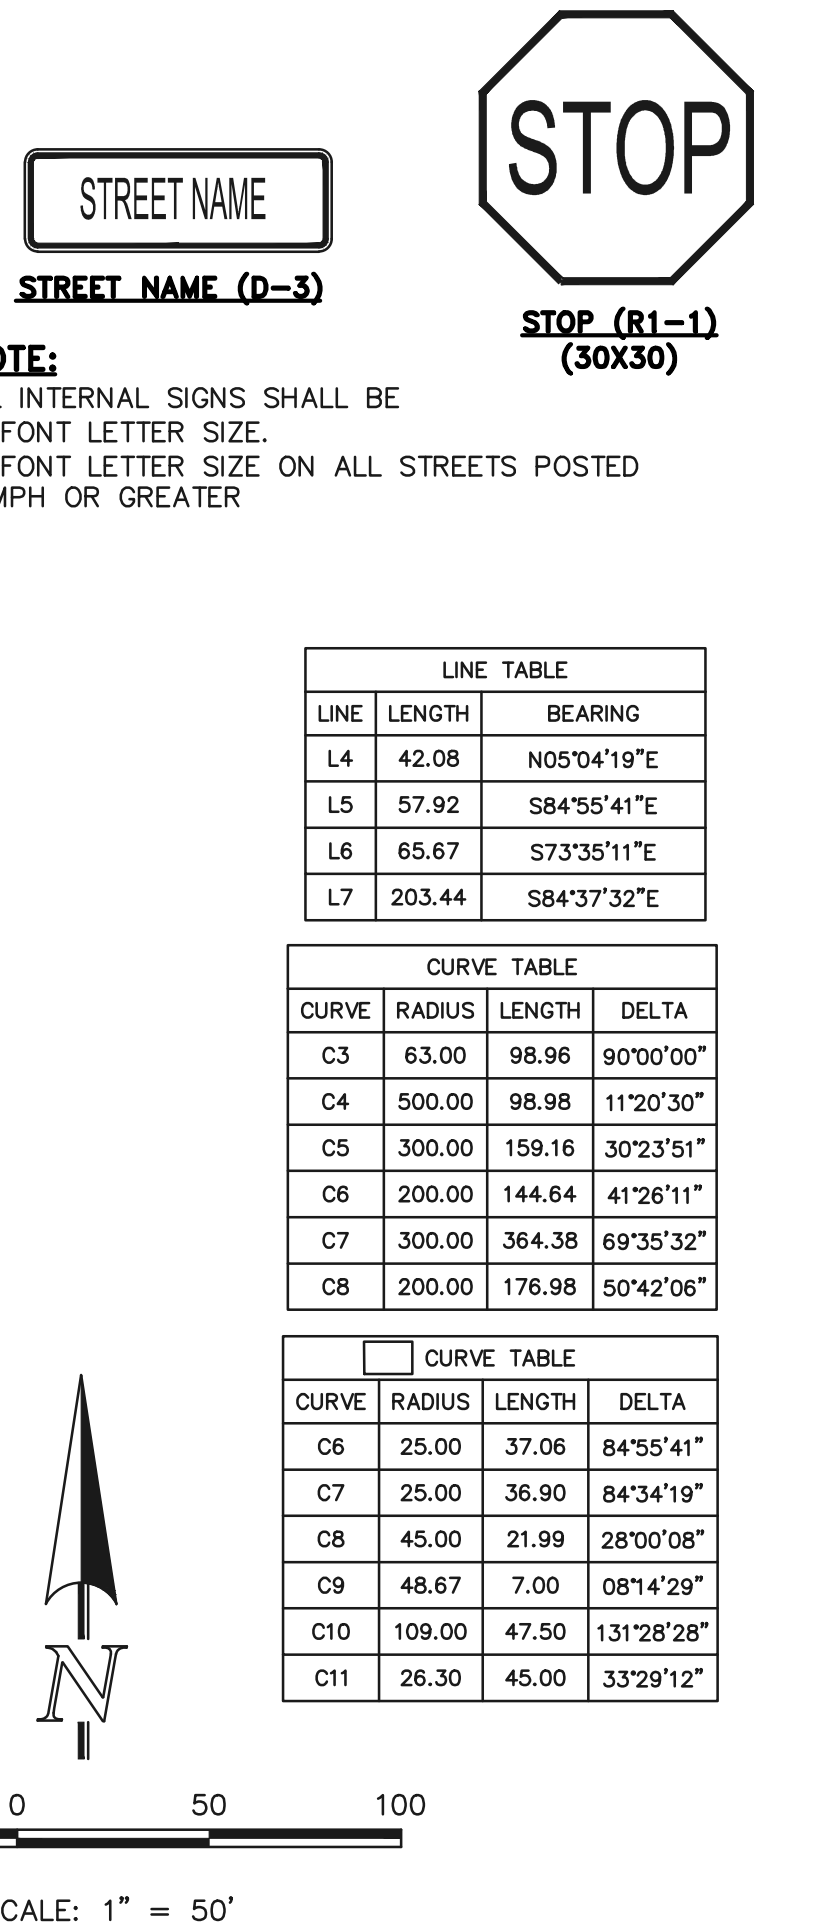 STOP
STREET NAME
STREET NAME (D-3)
STOP (R1-1)
(30X30)
OTE:
INTERNAL SIGNS SHALL BE
FONT LETTER SIZE.
FONT LETTER SIZE ON ALL STREETS POSTED
MPH OR GREATER
LINE TABLE
LINE LENGTH BEARING
L4 42.08 N05°04'19"E
L5 57.92 S84°55'41"E
L6 65.67 S73°35'11"E
L7 203.44 S84°37'32"E
CURVE TABLE
CURVE RADIUS LENGTH DELTA
C3 63.00 98.96 90°00'00"
C4 500.00 98.98 11°20'30"
C5 300.00 159.16 30°23'51"
C6 200.00 144.64 41°26'11"
C7 300.00 364.38 69°35'32"
C8 200.00 176.98 50°42'06"
CURVE TABLE
CURVE RADIUS LENGTH DELTA
C6 25.00 37.06 84°55'41"
C7 25.00 36.90 84°34'19"
C8 45.00 21.99 28°00'08"
C9 48.67 7.00 08°14'29"
C10 109.00 47.50 131°28'28"
C11 26.30 45.00 33°29'12"
N
0 50 100
CALE: 1" = 50'